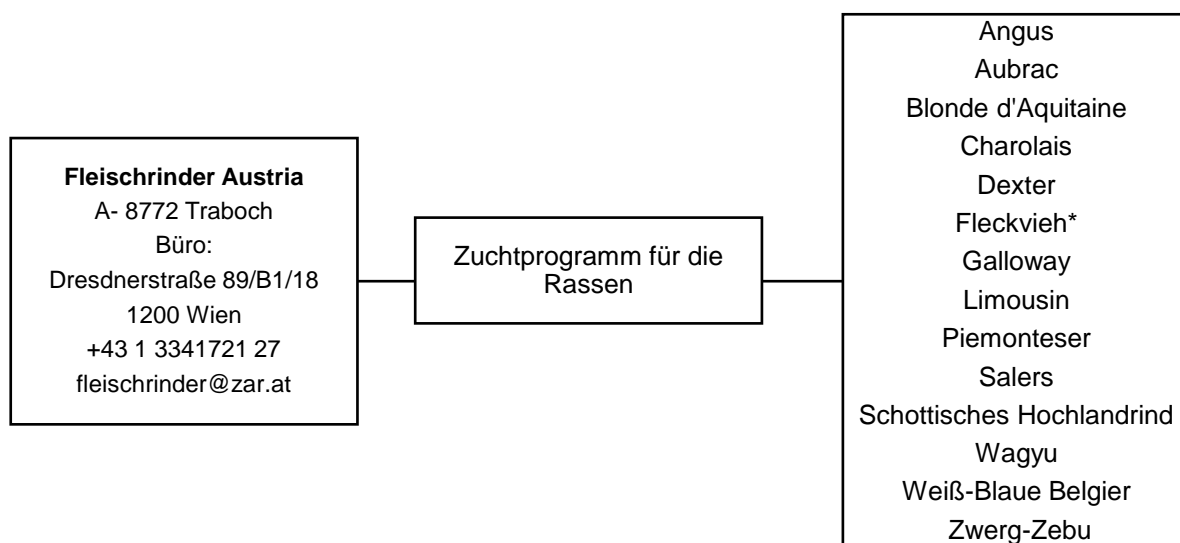 Fleischrinder Austria
A- 8772 Traboch
Büro:
Dresdnerstraße 89/B1/18
1200 Wien
+43 1 3341721 27
fleischrinder@zar.at
Zuchtprogramm für die
Rassen
Angus
Aubrac
Blonde d'Aquitaine
Charolais
Dexter
Fleckvieh*
Galloway
Limousin
Piemonteser
Salers
Schottisches Hochlandrind
Wagyu
Weiß-Blaue Belgier
Zwerg-Zebu